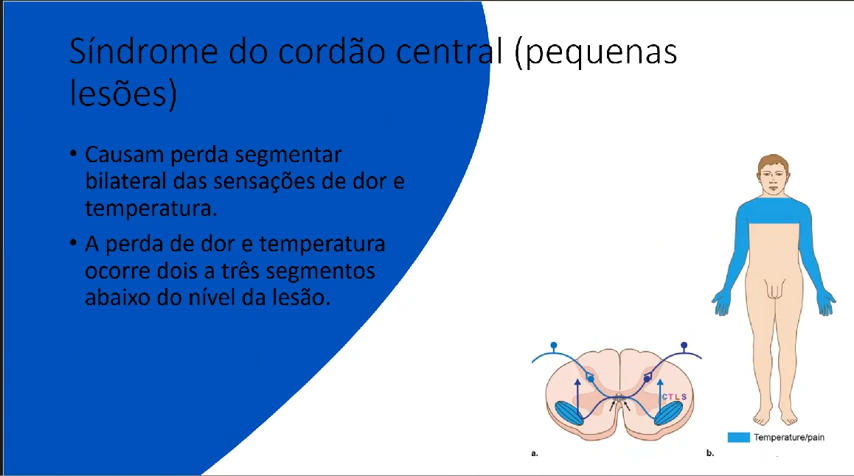 Síndrome do cordão central (pequenas
lesões)
• Causam perda segmentar
bilateral das sensações de dor e
temperatura.
• A perda de dor e temperatura
ocorre dois a três segmentos
abaixo do nível da lesão.
C T L S
Temperature/pain
a.
b.